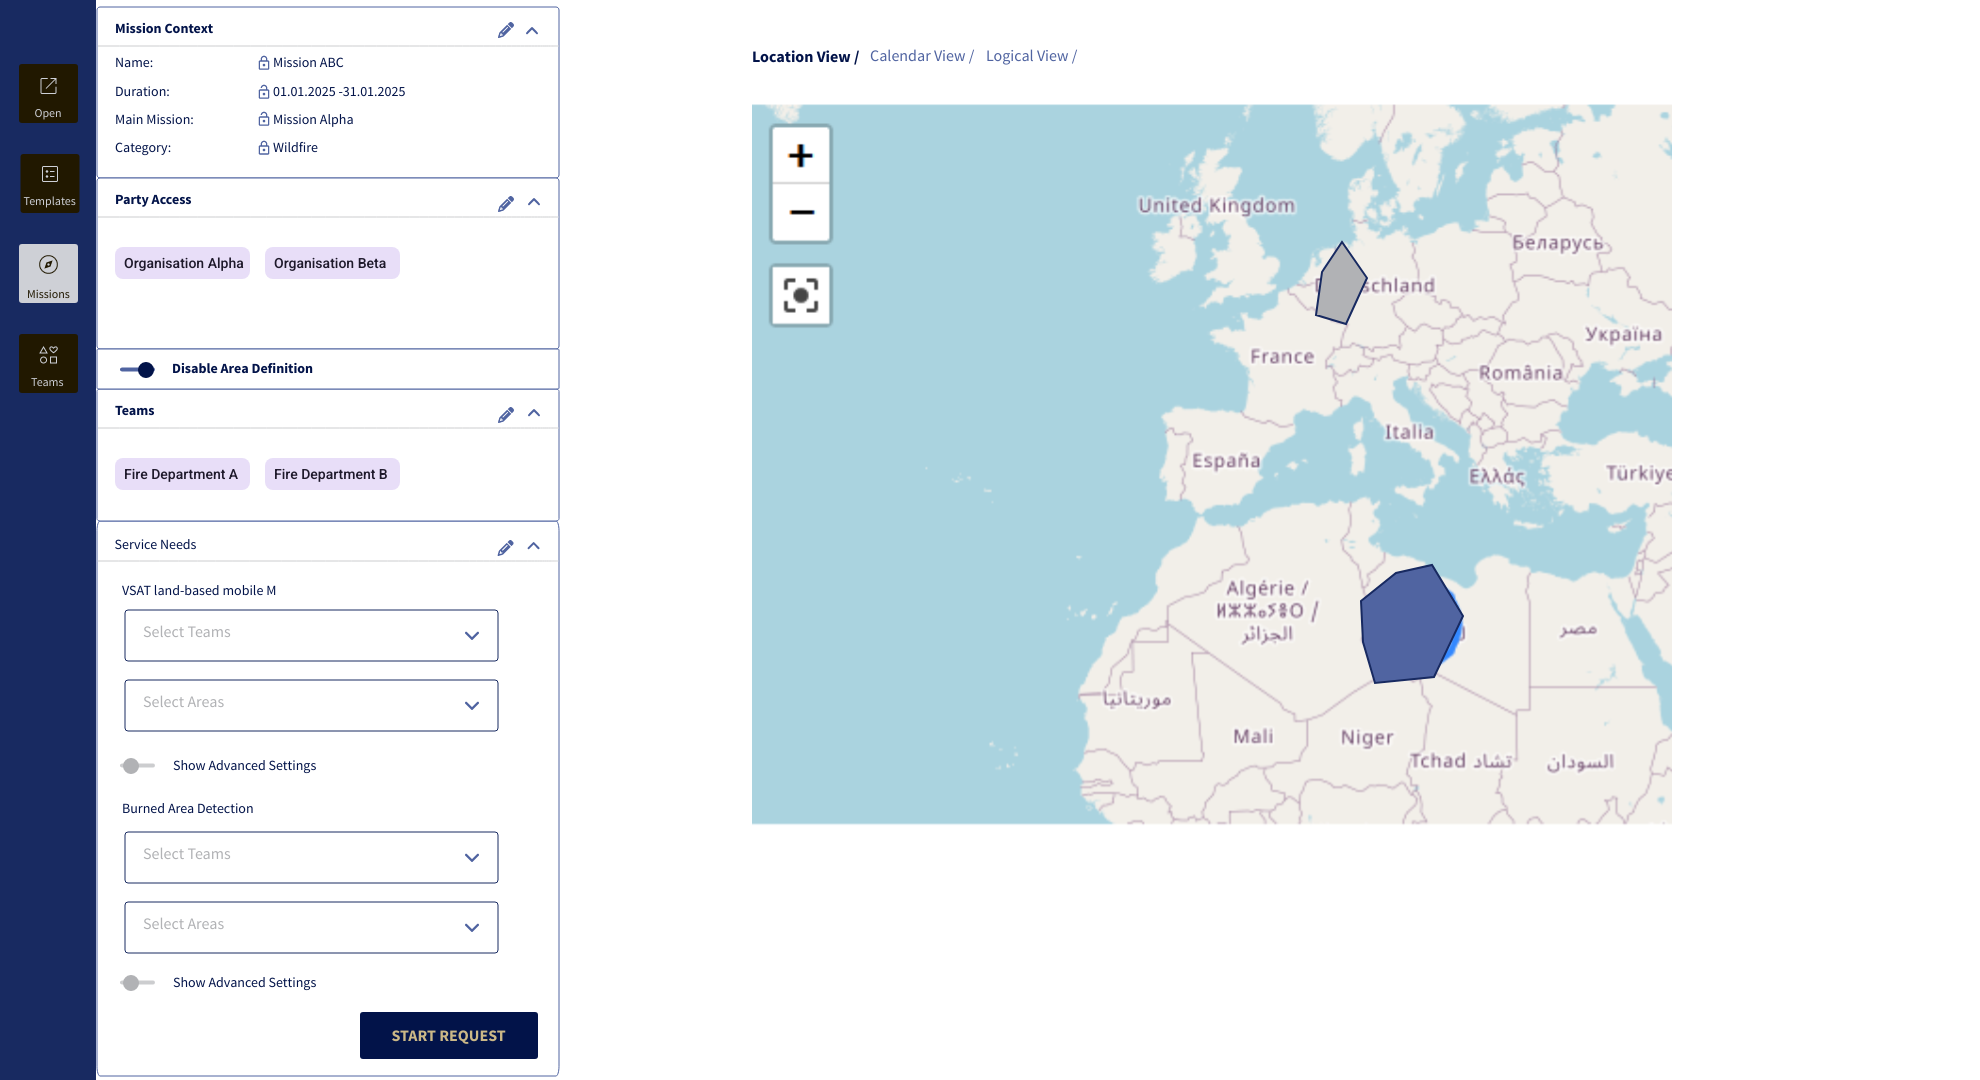 Open
Templates
Missions
Teams
Mission Context
Name: Mission ABC
Duration: 01.01.2025 -31.01.2025
Main Mission: Mission Alpha
Category: Wildfire
Party Access
Organisation Alpha Organisation Beta
Disable Area Definition
Teams
Fire Department A Fire Department B
Service Needs
VSAT land-based mobile M
Select Teams
Select Areas
Show Advanced Settings
Burned Area Detection
Select Teams
Select Areas
Show Advanced Settings
START REQUEST
Location View / Calendar View / Logical View /
+
−
United Kingdom
Беларусь
schland
Україна
France
România
Italia
España
Ελλάς
Türkiye
Algérie /
ⵍⵣⵣⴰⵢⴻⵔ /
الجزائر
مصر
موريتانيا
Mali
Niger
Tchad تشاد
السودان